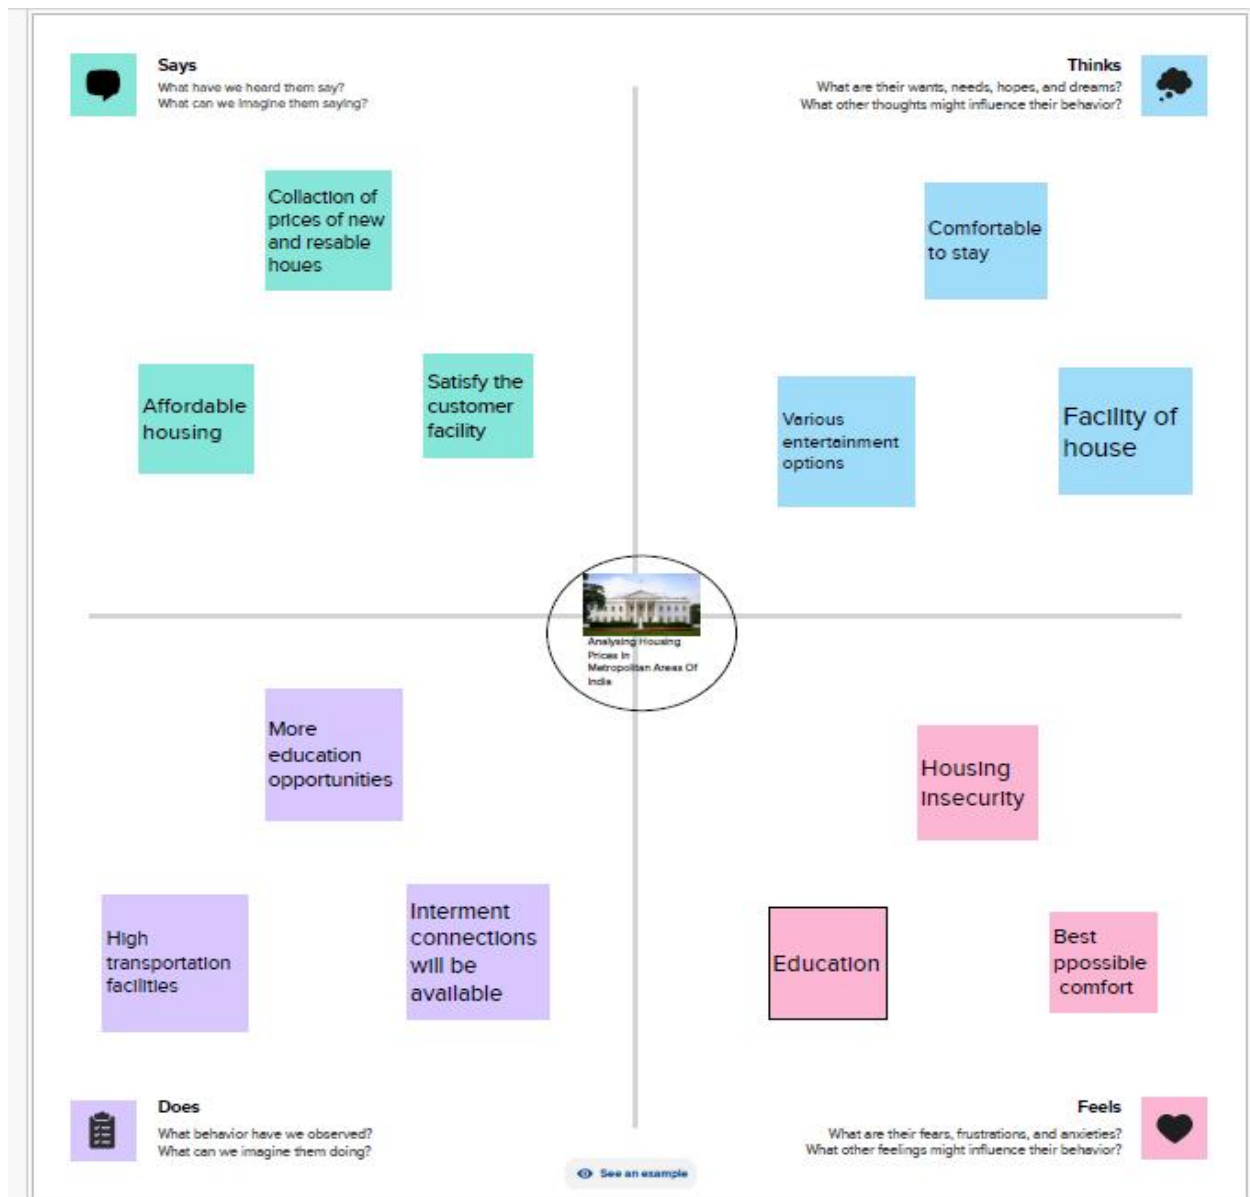 Says
What have we heard them say?
What can we imagine them saying?
Thinks
What are their wants, needs, hopes, and dreams?
What other thoughts might influence their behavior?
Collaction of
prices of new
and resable
houes
Affordable
housing
Satisfy the
customer
facility
Comfortable
to stay
Various
entertainment
options
Facility of
house
Analysing Housing
Prices In
Metropolitan Areas Of
India
More
education
opportunities
High
transportation
facilities
Interment
connections
will be
available
Housing
insecurity
Education
Best
ppossible
comfort
Does
What behavior have we observed?
What can we imagine them doing?
Feels
What are their fears, frustrations, and anxieties?
What other feelings might influence their behavior?
See an example